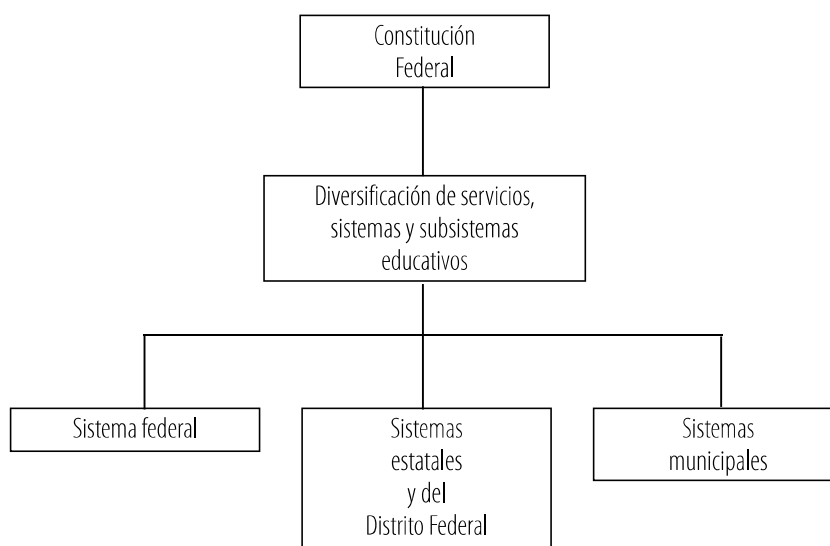 Constitución
Federal
Diversificación de servicios,
sistemas y subsistemas
educativos
Sistema federal
Sistemas
estatales
y del
Distrito Federal
Sistemas
municipales